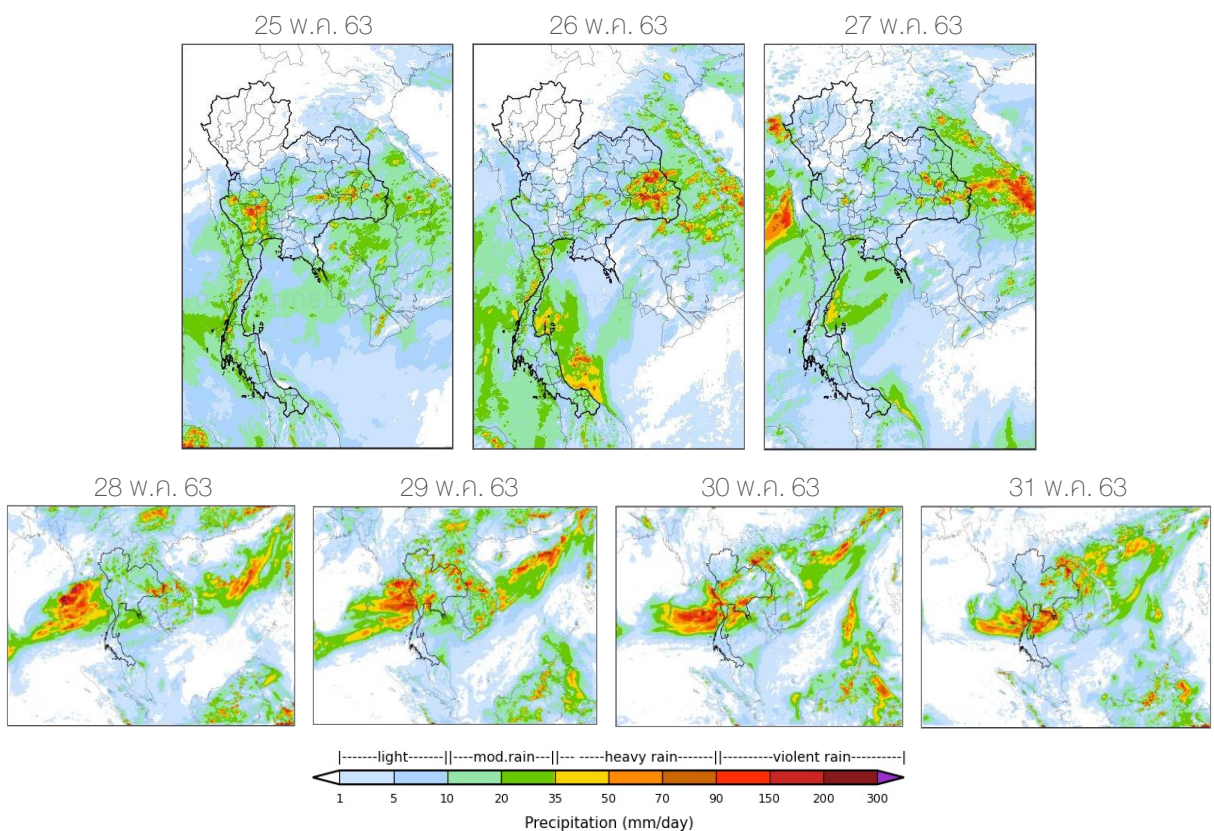 25 พ.ค. 63
26 พ.ค. 63
27 พ.ค. 63
28 พ.ค. 63
29 พ.ค. 63
30 พ.ค. 63
31 พ.ค. 63
|------light-------||----mod.rain---||--- ----heavy rain-------||---------violent rain---------|
1 5 10 20 35 50 70 90 150 200 300
Precipitation (mm/day)